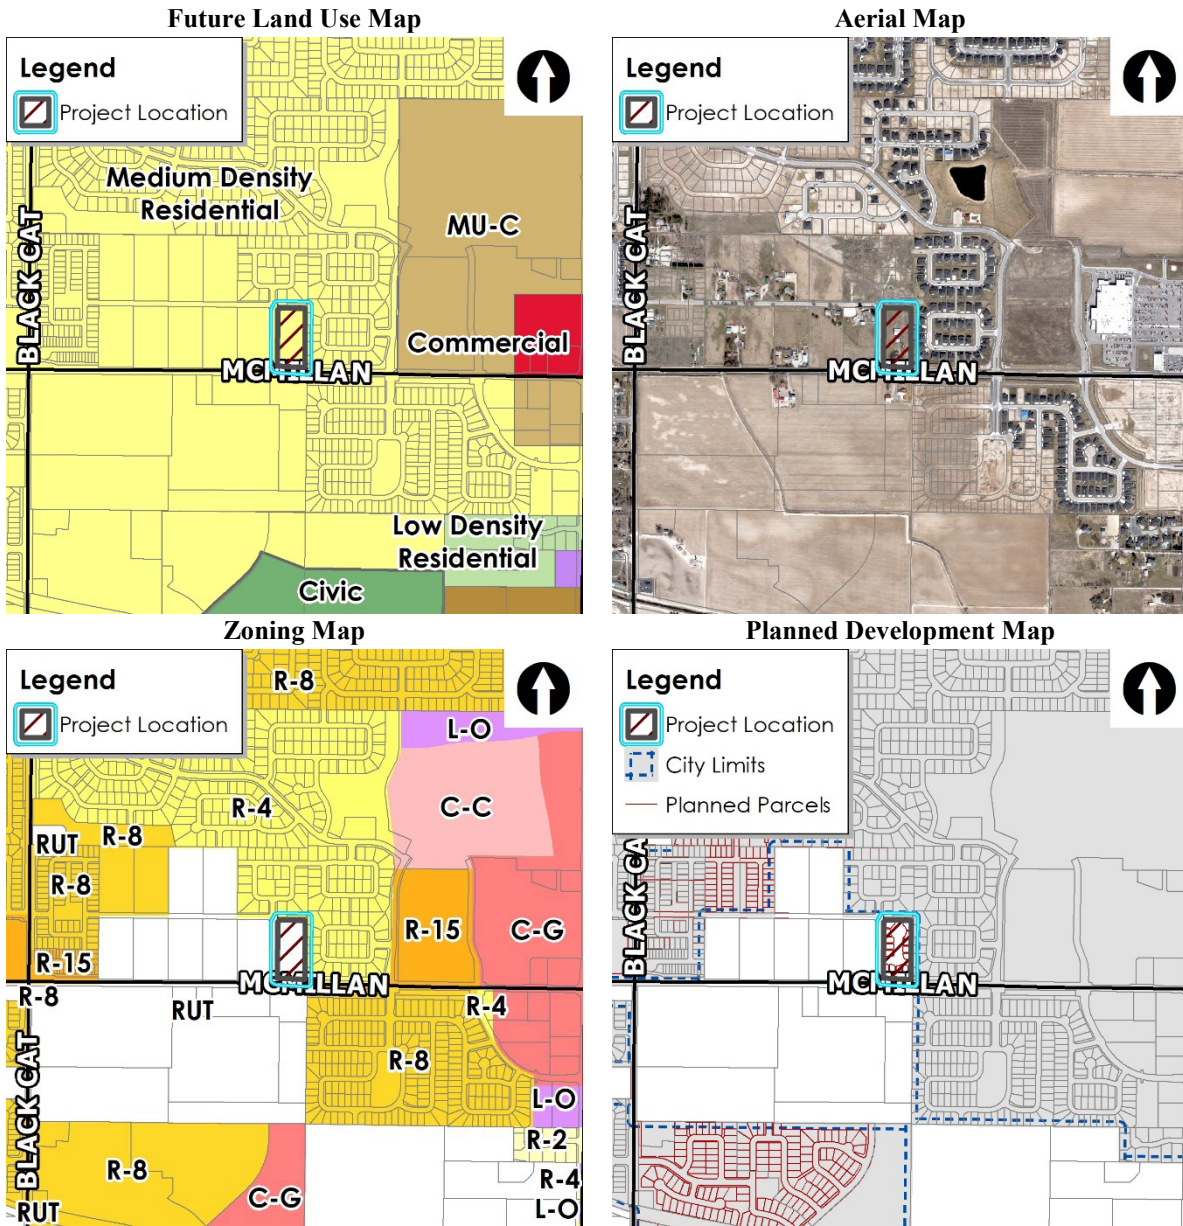 Future Land Use Map
Legend
Project Location
Medium Density
Residential
MU-C
BLACK CAT
Commercial
MCMILLAN
Low Density
Residential
Civic
Aerial Map
Legend
Project Location
BLACK CAT
MCMILLAN
Zoning Map
Legend
Project Location
R-8
L-O
C-C
R-4
RUT
R-8
R-8
R-15
C-G
R-15
MCMILLAN
R-8
RUT
R-4
R-8
BLACK CAT
L-O
R-2
R-8
R-4
C-G
L-O
RUT
Planned Development Map
Legend
Project Location
City Limits
Planned Parcels
BLACK CA
MCMILLAN